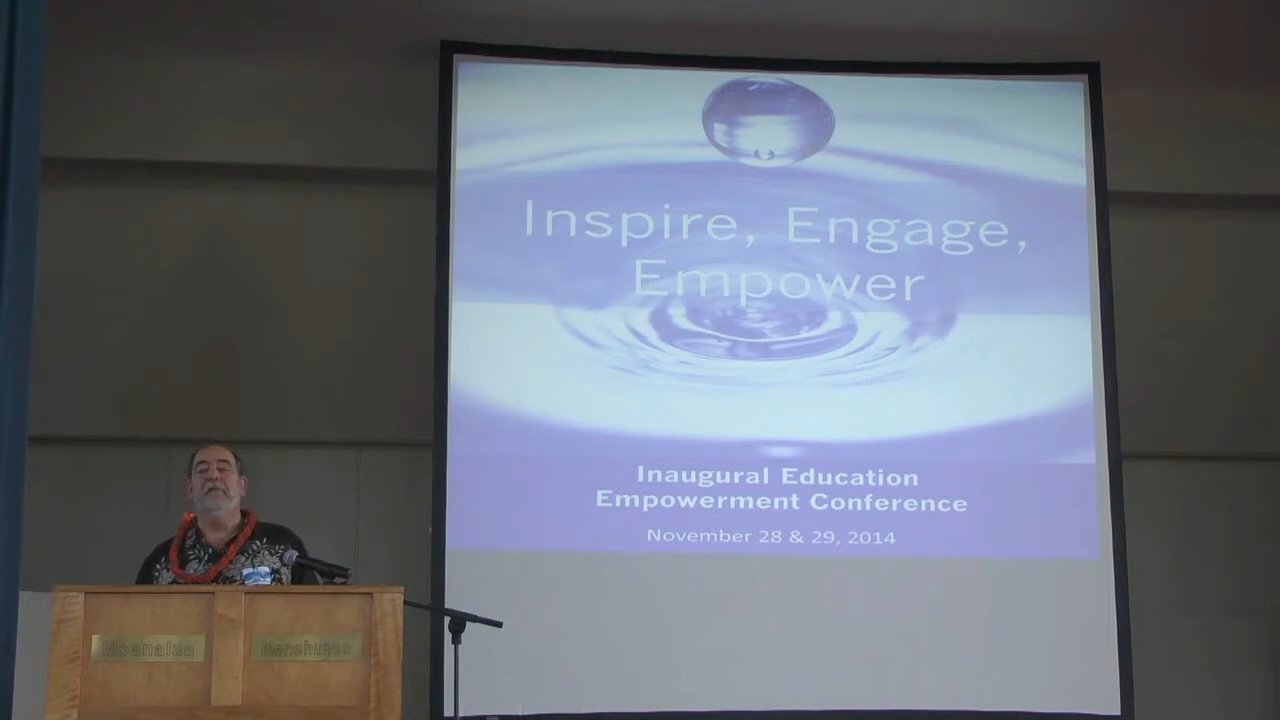 Inspire, Engage,
Empower
Inaugural Education
Empowerment Conference
November 28 & 29, 2014
Moanalua
Menehunes